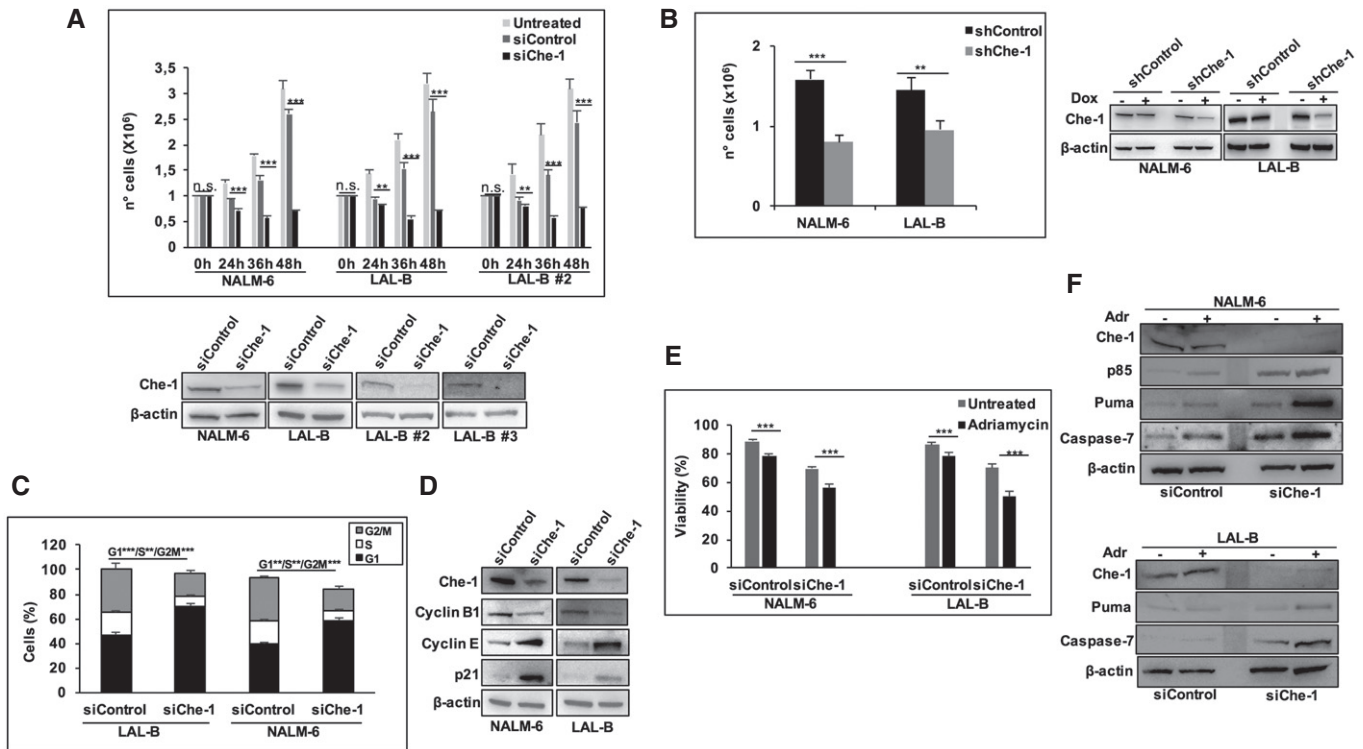 A
Untreated
siControl
siChe-1
n° cells (X10⁶)
3,5
3
2,5
2
1,5
1
0,5
0
n.s.
***
***
***
n.s.
**
***
***
n.s.
**
***
***
0h 24h 36h 48h
0h 24h 36h 48h
0h 24h 36h 48h
NALM-6
LAL-B
LAL-B #2
siControl siChe-1 siControl siChe-1 siControl siChe-1 siControl siChe-1
Che-1
β-actin
NALM-6 LAL-B LAL-B #2 LAL-B #3
B
shControl
shChe-1
n° cells (x10⁶)
2
1
0
***
**
NALM-6
LAL-B
shControl shChe-1 shControl shChe-1
Dox - + - + - + - +
Che-1
β-actin
NALM-6 LAL-B
C
G2/M
S
G1
Cells (%)
120
100
80
60
40
20
0
G1***/S**/G2M***
G1**/S**/G2M***
siControl siChe-1 siControl siChe-1
LAL-B NALM-6
D
siControl siChe-1 siControl siChe-1
Che-1
Cyclin B1
Cyclin E
p21
β-actin
NALM-6 LAL-B
E
Untreated
Adriamycin
Viability (%)
100
80
60
40
20
0
***
***
***
***
siControl siChe-1 siControl siChe-1
NALM-6 LAL-B
F
NALM-6
Adr - + - +
Che-1
p85
Puma
Caspase-7
β-actin
siControl siChe-1
LAL-B
Adr - + - +
Che-1
Puma
Caspase-7
β-actin
siControl siChe-1